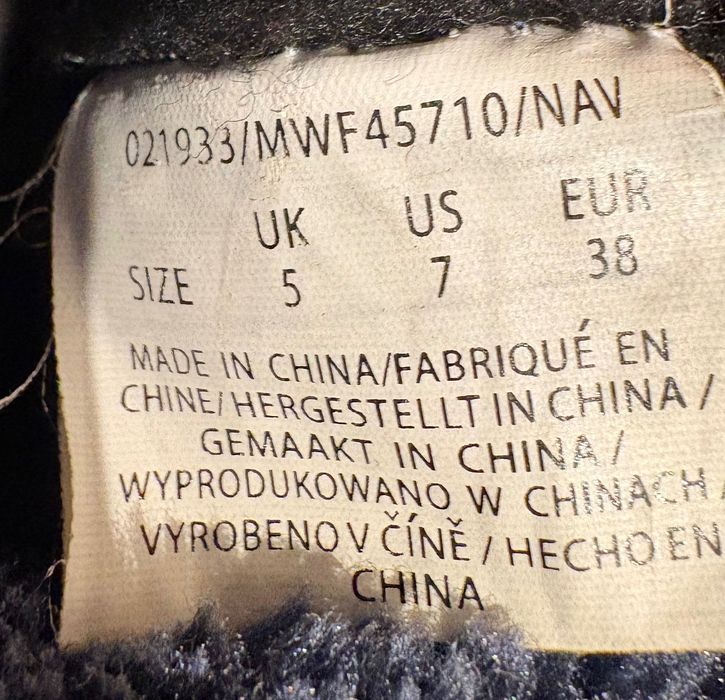 021933/MWF45710/NAV
UK US EUR
SIZE 5 7 38
MADE IN CHINA/FABRIQUÉ EN
CHINE/HERGESTELLT IN CHINA /
GEMAAKT IN CHINA /
WYPRODUKOWANO W CHINACH /
VYROBENO V ČÍNĚ / HECHO EN
CHINA